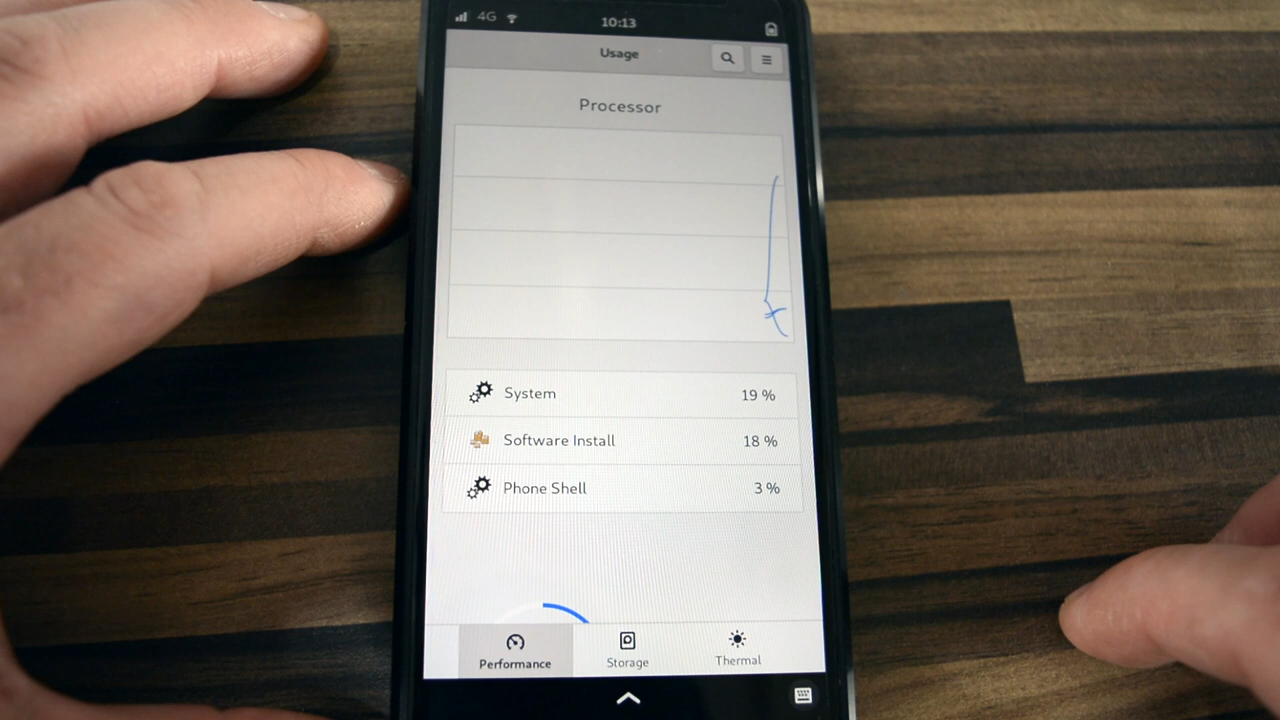 4G 10:13
Usage
Processor
System 19 %
Software Install 18 %
Phone Shell 3 %
Performance Storage Thermal